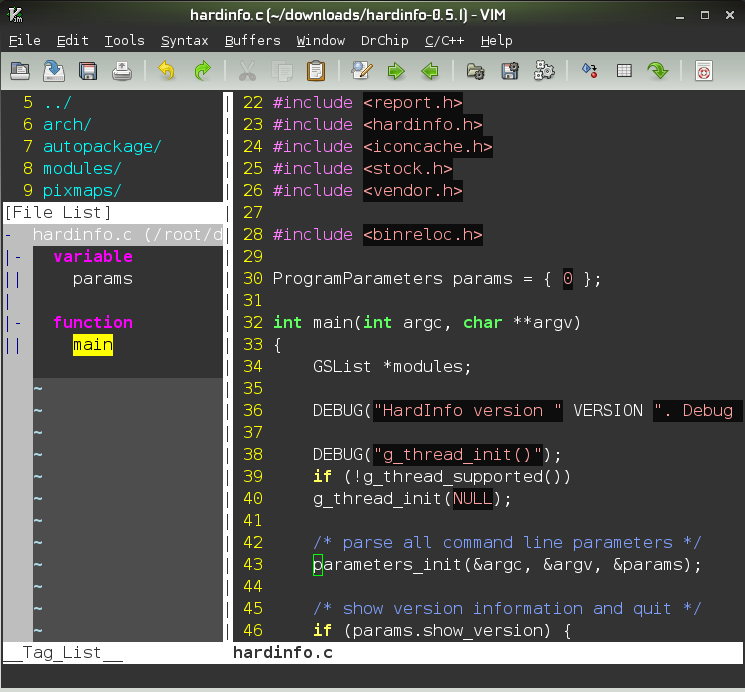 hardinfo.c (~/downloads/hardinfo-0.5.1) - VIM
File Edit Tools Syntax Buffers Window DrChip C/C++ Help
5 ../
6 arch/
7 autopackage/
8 modules/
9 pixmaps/
[File List]
- hardinfo.c (/root/d
|- variable
|| params
|
|- function
|| main
~
~
~
~
~
~
~
~
~
~
~
~
__Tag_List__
22 #include <report.h>
23 #include <hardinfo.h>
24 #include <iconcache.h>
25 #include <stock.h>
26 #include <vendor.h>
27
28 #include <binreloc.h>
29
30 ProgramParameters params = { 0 };
31
32 int main(int argc, char **argv)
33 {
34     GSList *modules;
35
36     DEBUG("HardInfo version " VERSION ". Debug
37
38     DEBUG("g_thread_init()");
39     if (!g_thread_supported())
40     g_thread_init(NULL);
41
42     /* parse all command line parameters */
43     parameters_init(&argc, &argv, &params);
44
45     /* show version information and quit */
46     if (params.show_version) {
hardinfo.c